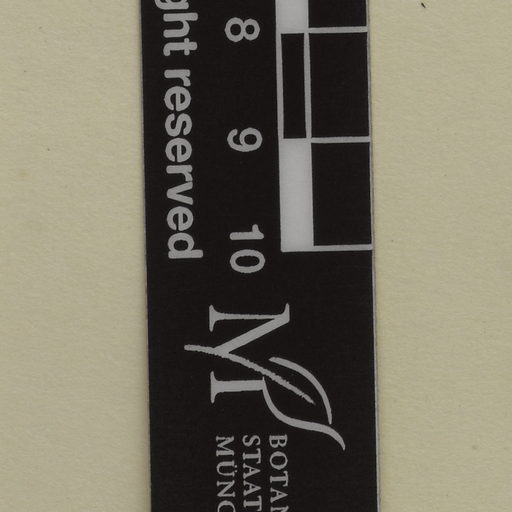 8 9 10
ght reserved
M
BOTAN
STAAT
MÜNC